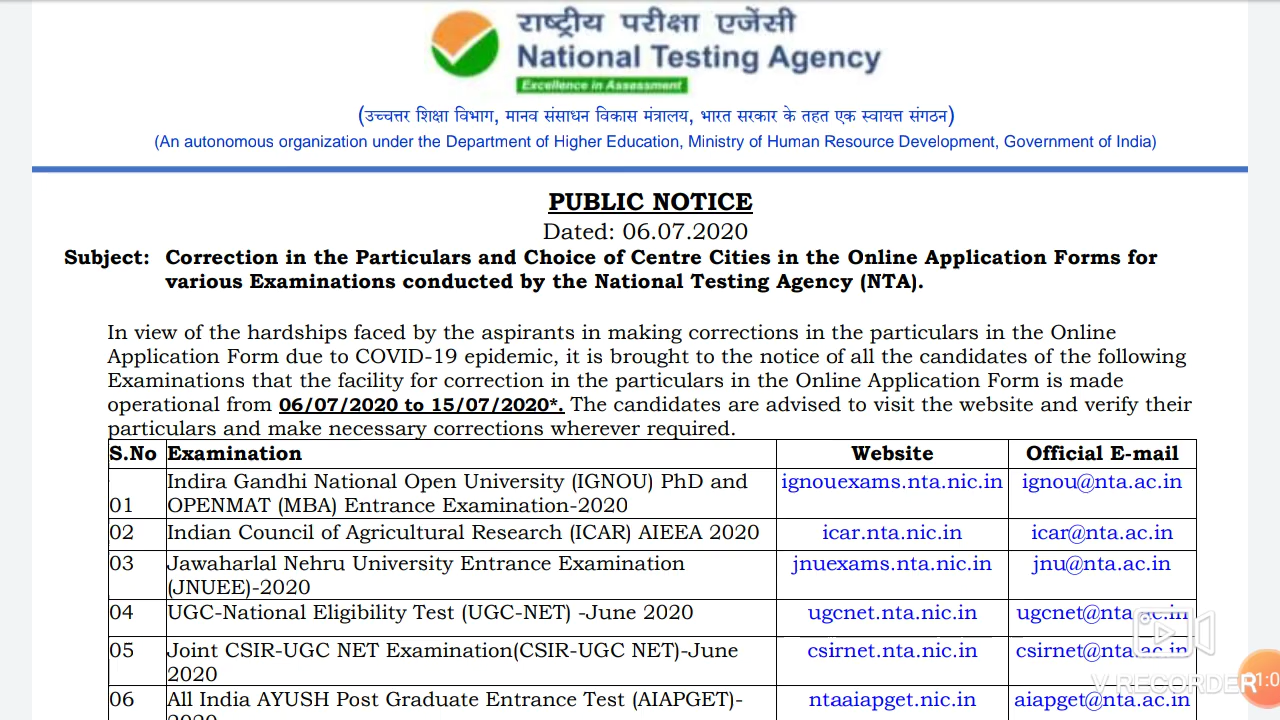 राष्ट्रीय परीक्षा एजेंसी
National Testing Agency
Excellence in Assessment
(उच्चत्तर शिक्षा विभाग, मानव संसाधन विकास मंत्रालय, भारत सरकार के तहत एक स्वायत्त संगठन)
(An autonomous organization under the Department of Higher Education, Ministry of Human Resource Development, Government of India)
PUBLIC NOTICE
Dated: 06.07.2020
Subject: Correction in the Particulars and Choice of Centre Cities in the Online Application Forms for
various Examinations conducted by the National Testing Agency (NTA).
In view of the hardships faced by the aspirants in making corrections in the particulars in the Online
Application Form due to COVID-19 epidemic, it is brought to the notice of all the candidates of the following
Examinations that the facility for correction in the particulars in the Online Application Form is made
operational from 06/07/2020 to 15/07/2020*. The candidates are advised to visit the website and verify their
particulars and make necessary corrections wherever required.
S.No Examination Website Official E-mail
Indira Gandhi National Open University (IGNOU) PhD and ignouexams.nta.nic.in ignou@nta.ac.in
01 OPENMAT (MBA) Entrance Examination-2020
02 Indian Council of Agricultural Research (ICAR) AIEEA 2020 icar.nta.nic.in icar@nta.ac.in
03 Jawaharlal Nehru University Entrance Examination jnuexams.nta.nic.in jnu@nta.ac.in
(JNUEE)-2020
04 UGC-National Eligibility Test (UGC-NET) -June 2020 ugcnet.nta.nic.in ugcnet@nta.ac.in
05 Joint CSIR-UGC NET Examination(CSIR-UGC NET)-June csirnet.nta.nic.in csirnet@nta.ac.in
2020
06 All India AYUSH Post Graduate Entrance Test (AIAPGET)- ntaaiapget.nic.in aiapget@nta.ac.in
2020
V RECORDER